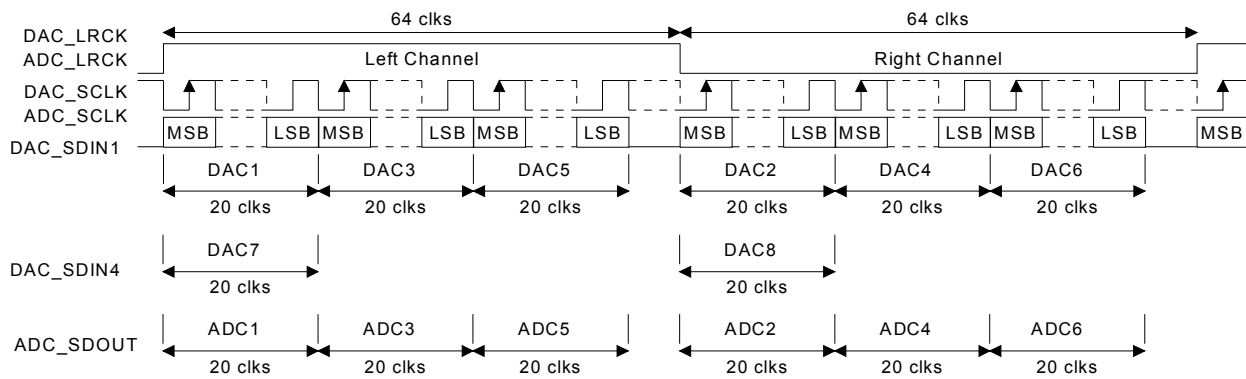 64 clks 64 clks
DAC_LRCK
ADC_LRCK Left Channel Right Channel
DAC_SCLK
ADC_SCLK
DAC_SDIN1 MSB LSB MSB LSB MSB LSB MSB LSB MSB LSB MSB LSB MSB
DAC1 DAC3 DAC5 DAC2 DAC4 DAC6
20 clks 20 clks 20 clks 20 clks 20 clks 20 clks
DAC7 DAC8
DAC_SDIN4
20 clks 20 clks
ADC1 ADC3 ADC5 ADC2 ADC4 ADC6
ADC_SDOUT
20 clks 20 clks 20 clks 20 clks 20 clks 20 clks